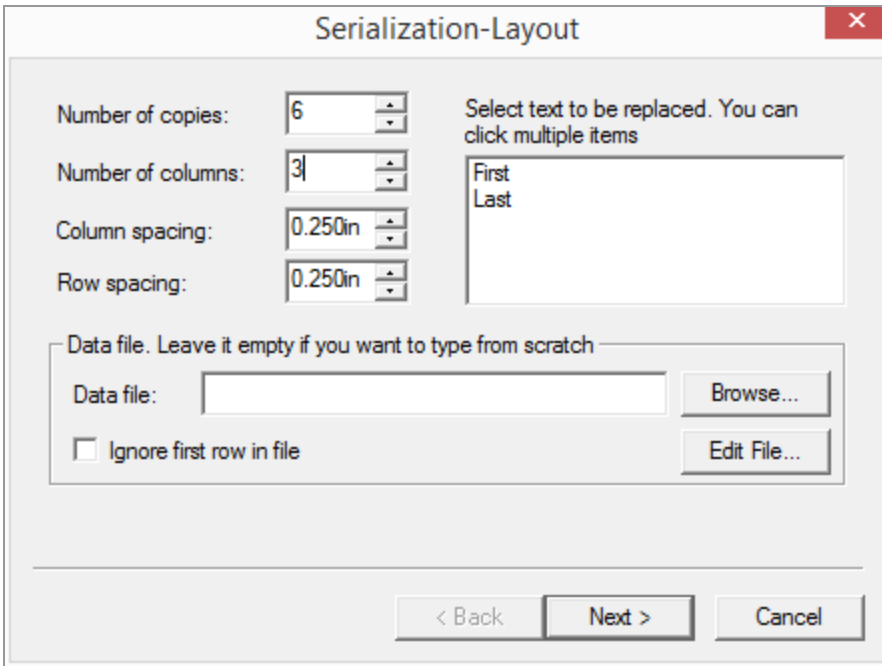 Serialization-Layout
Number of copies: 6
Number of columns: 3
Column spacing: 0.250in
Row spacing: 0.250in
Select text to be replaced. You can
click multiple items
First
Last
Data file. Leave it empty if you want to type from scratch
Data file: Browse...
Ignore first row in file Edit File...
< Back Next > Cancel